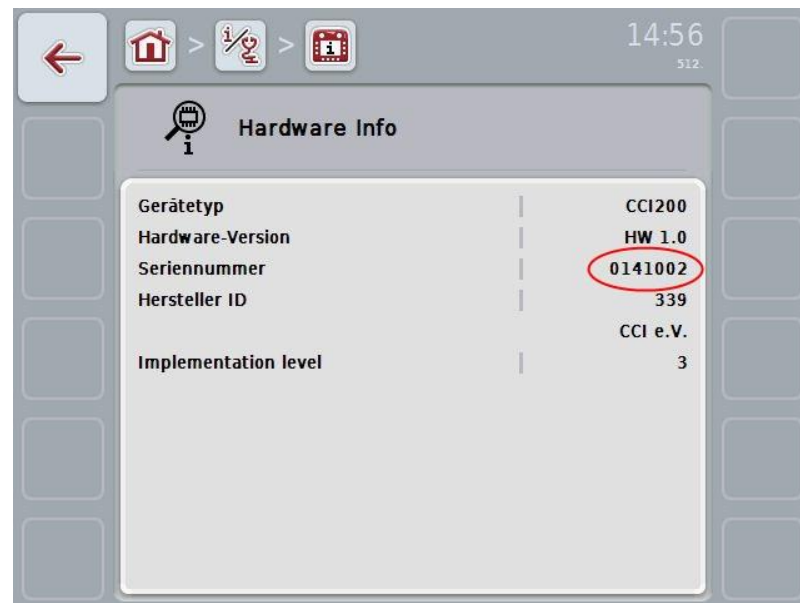 > >
14:56
512.
Hardware Info
Gerätetyp | CCI200
Hardware-Version | HW 1.0
Seriennummer | 0141002
Hersteller ID | 339
CCI e.V.
Implementation level | 3